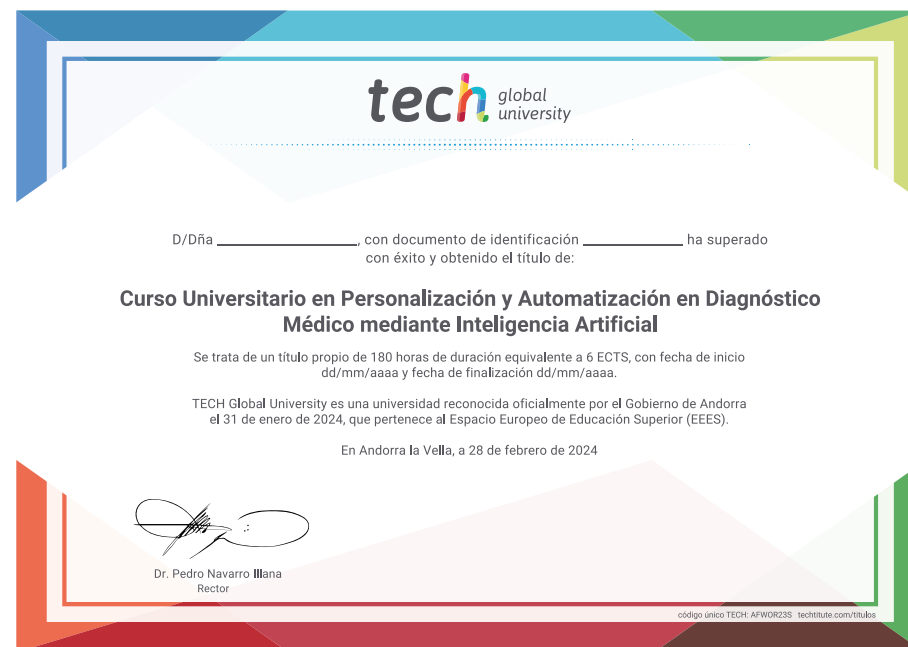 tech global university
D/Dña ______________, con documento de identificación __________ ha superado
con éxito y obtenido el título de:
Curso Universitario en Personalización y Automatización en Diagnóstico
Médico mediante Inteligencia Artificial
Se trata de un título propio de 180 horas de duración equivalente a 6 ECTS, con fecha de inicio
dd/mm/aaaa y fecha de finalización dd/mm/aaaa.
TECH Global University es una universidad reconocida oficialmente por el Gobierno de Andorra
el 31 de enero de 2024, que pertenece al Espacio Europeo de Educación Superior (EEES).
En Andorra la Vella, a 28 de febrero de 2024
Dr. Pedro Navarro Illana
Rector
código único TECH: AFWOR23S techtitute.com/titulos